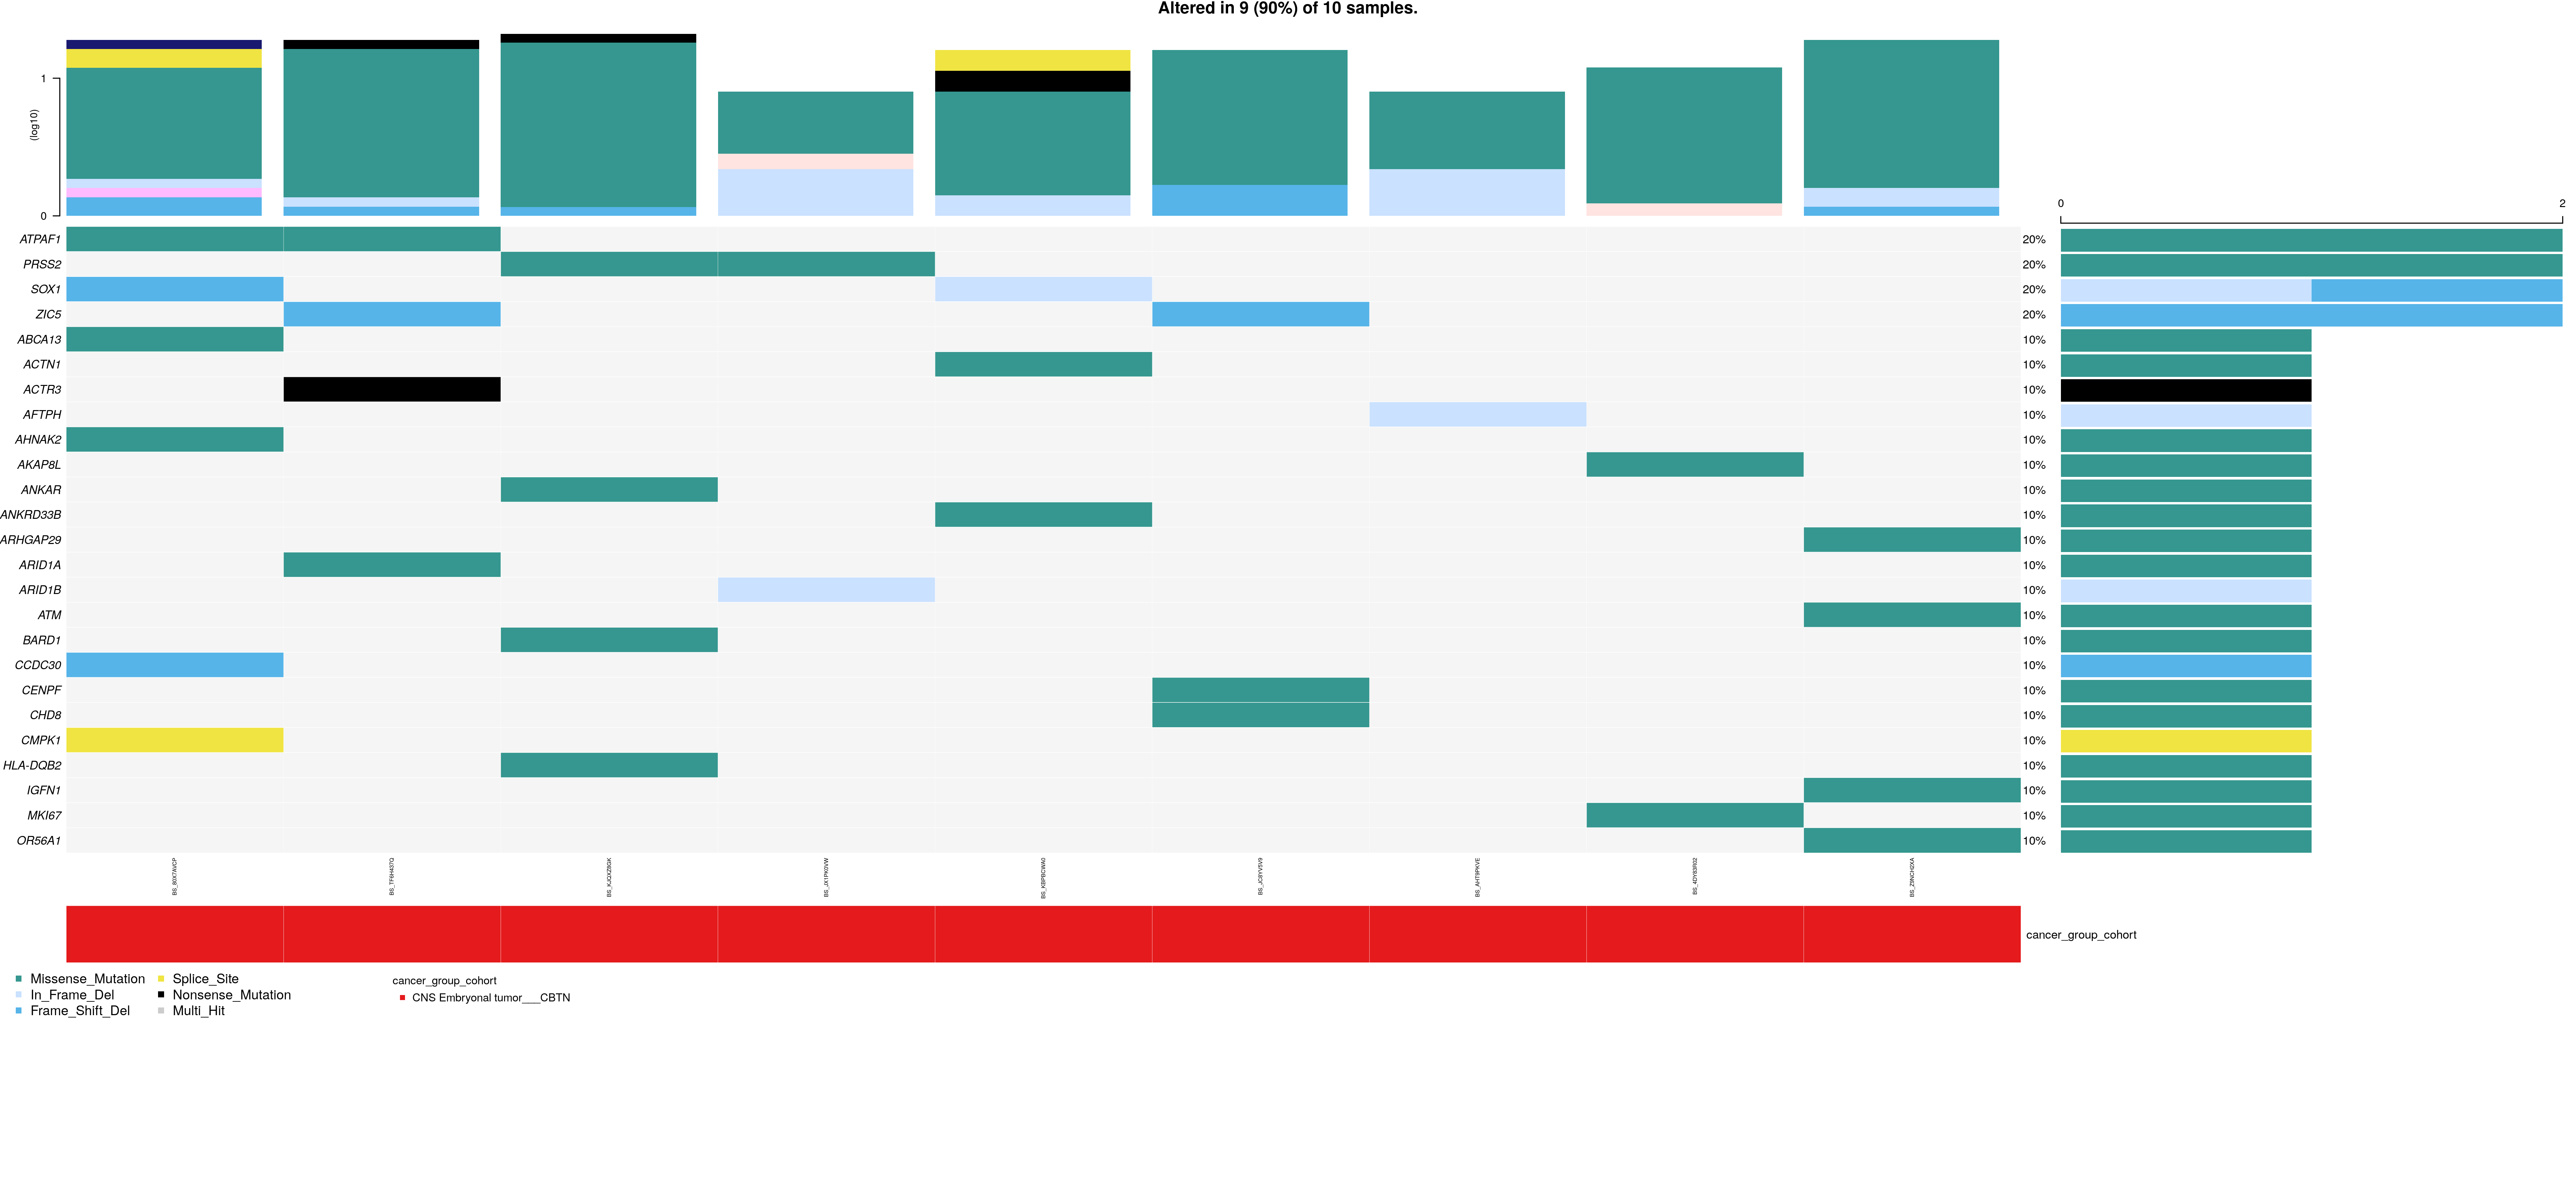 Altered in 9 (90%) of 10 samples.
1
(log10)
0
0 2
ATPAF1 20%
PRSS2 20%
SOX1 20%
ZIC5 20%
ABCA13 10%
ACTN1 10%
ACTR3 10%
AFTPH 10%
AHNAK2 10%
AKAP8L 10%
ANKAR 10%
ANKRD33B 10%
ARHGAP29 10%
ARID1A 10%
ARID1B 10%
ATM 10%
BARD1 10%
CCDC30 10%
CENPF 10%
CHD8 10%
CMPK1 10%
HLA-DQB2 10%
IGFN1 10%
MKI67 10%
OR56A1 10%
cancer_group_cohort
Missense_Mutation Splice_Site
In_Frame_Del Nonsense_Mutation
Frame_Shift_Del Multi_Hit
cancer_group_cohort
CNS Embryonal tumor___CBTN